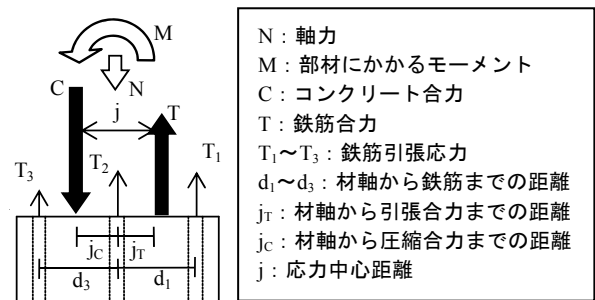 M
N
C
j
T
T3
T2
T1
jC
jT
d3
d1
N：軸力
M：部材にかかるモーメント
C：コンクリート合力
T：鉄筋合力
T1～T3：鉄筋引張応力
d1～d3：材軸から鉄筋までの距離
jT：材軸から引張合力までの距離
jC：材軸から圧縮合力までの距離
j：応力中心距離